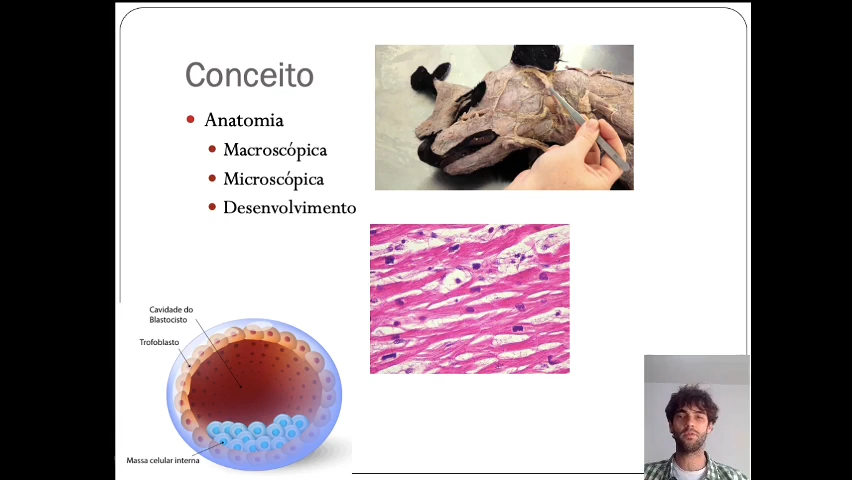 Conceito
Anatomia
Macroscópica
Microscópica
Desenvolvimento
Cavidade do
Blastocisto
Trofoblasto
Massa celular interna